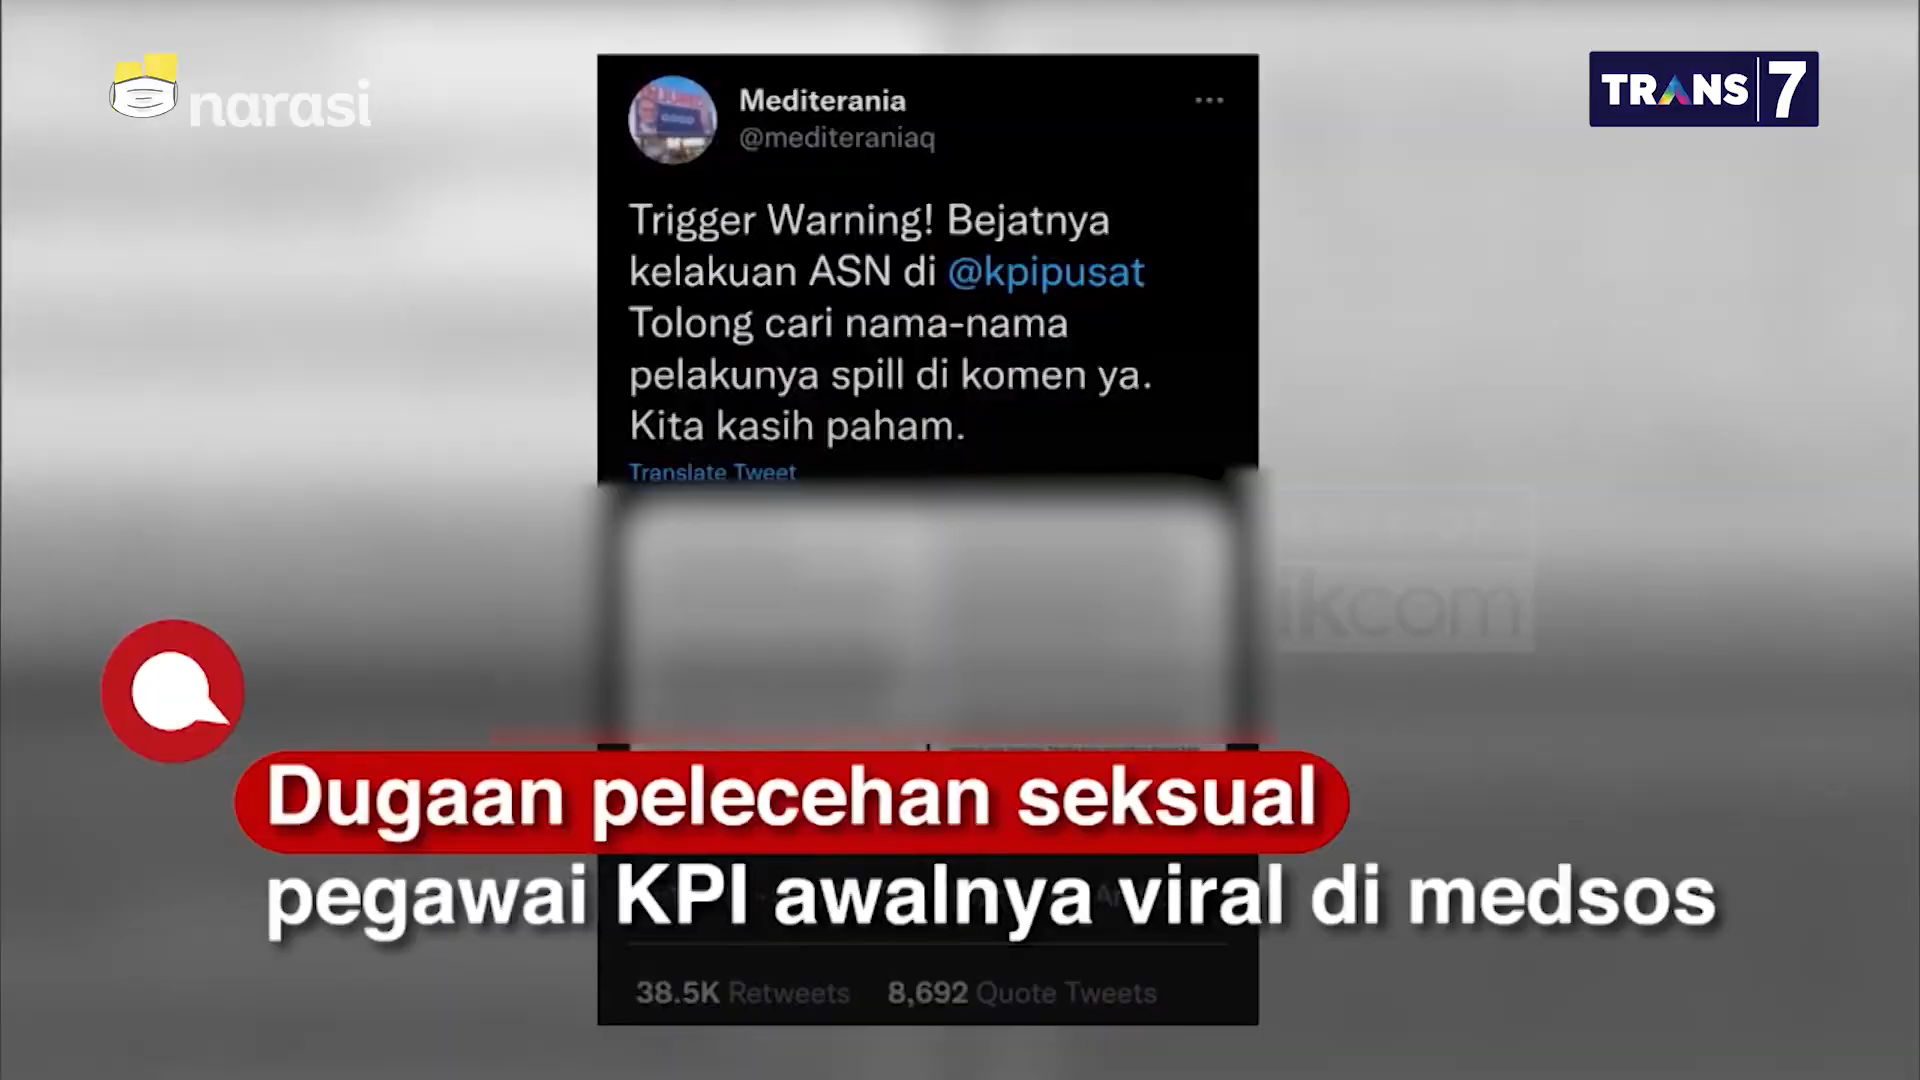 narasi
TRANS|7
Mediterania
@mediteraniaq
Trigger Warning! Bejatnya
kelakuan ASN di @kpipusat
Tolong cari nama-nama
pelakunya spill di komen ya.
Kita kasih paham.
Translate Tweet
Dugaan pelecehan seksual
pegawai KPI awalnya viral di medsos
38.5K Retweets 8,692 Quote Tweets